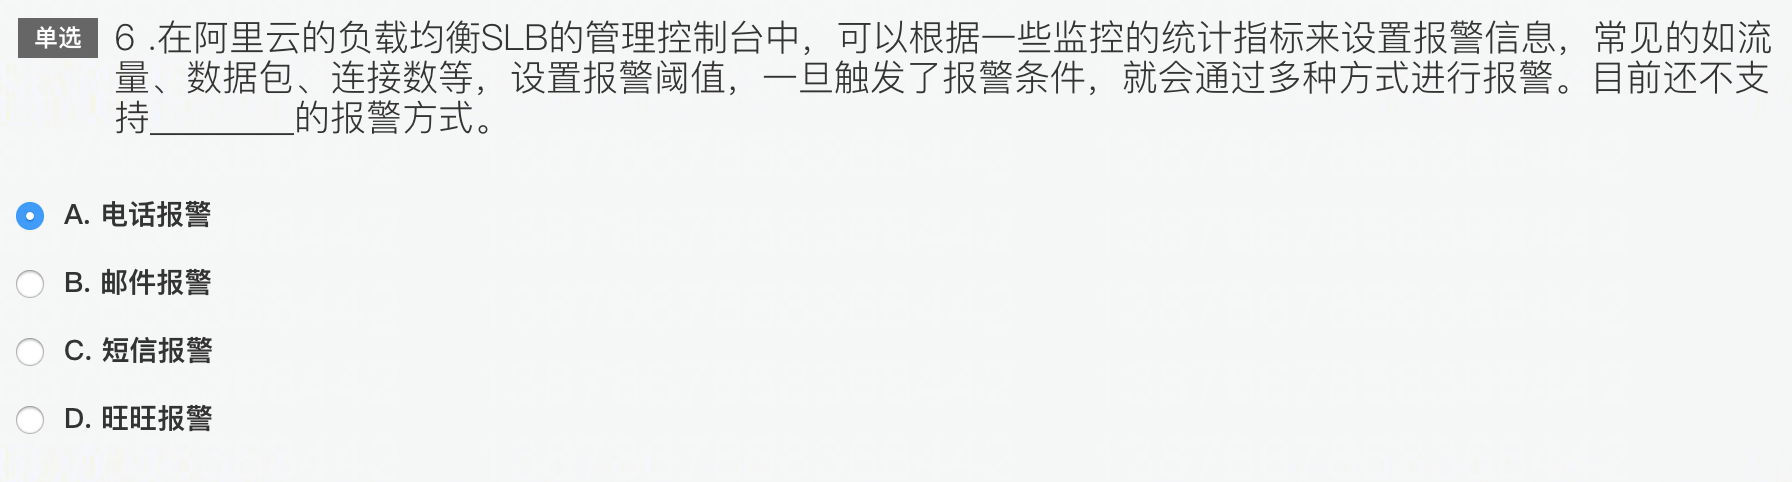 单选 6 .在阿里云的负载均衡SLB的管理控制台中，可以根据一些监控的统计指标来设置报警信息，常见的如流
量、数据包、连接数等，设置报警阈值，一旦触发了报警条件，就会通过多种方式进行报警。目前还不支
持________的报警方式。
A. 电话报警
B. 邮件报警
C. 短信报警
D. 旺旺报警